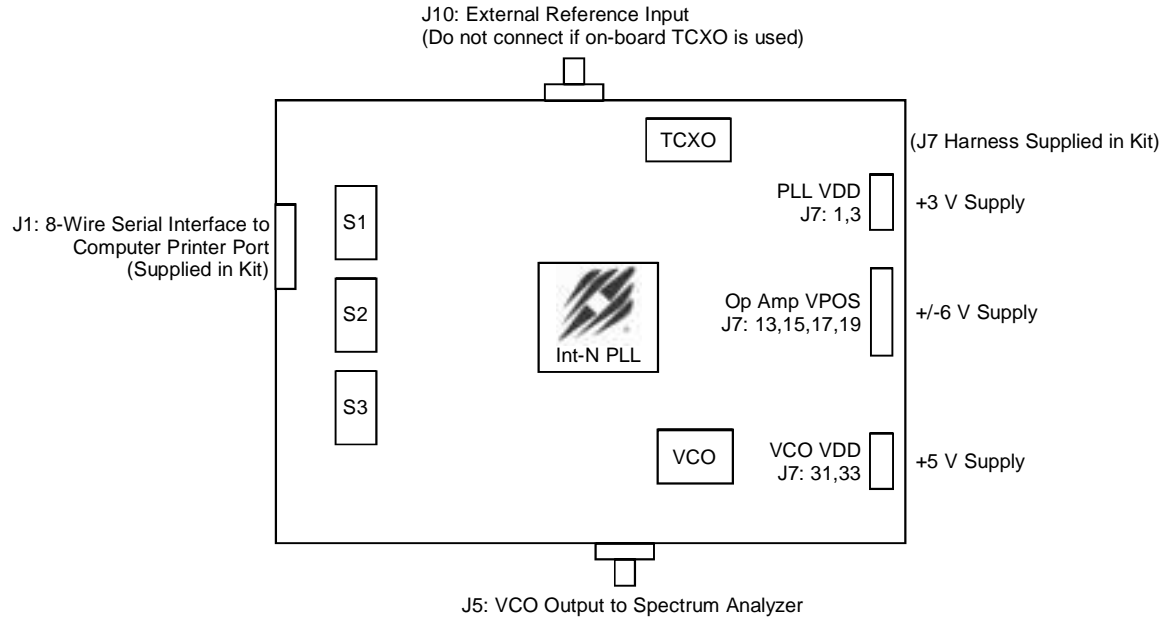 J10: External Reference Input
(Do not connect if on-board TCXO is used)
TCXO
(J7 Harness Supplied in Kit)
PLL VDD
J7: 1,3
+3 V Supply
J1: 8-Wire Serial Interface to
Computer Printer Port
(Supplied in Kit)
S1
S2
S3
Int-N PLL
Op Amp VPOS
J7: 13,15,17,19
+/-6 V Supply
VCO
VCO VDD
J7: 31,33
+5 V Supply
J5: VCO Output to Spectrum Analyzer